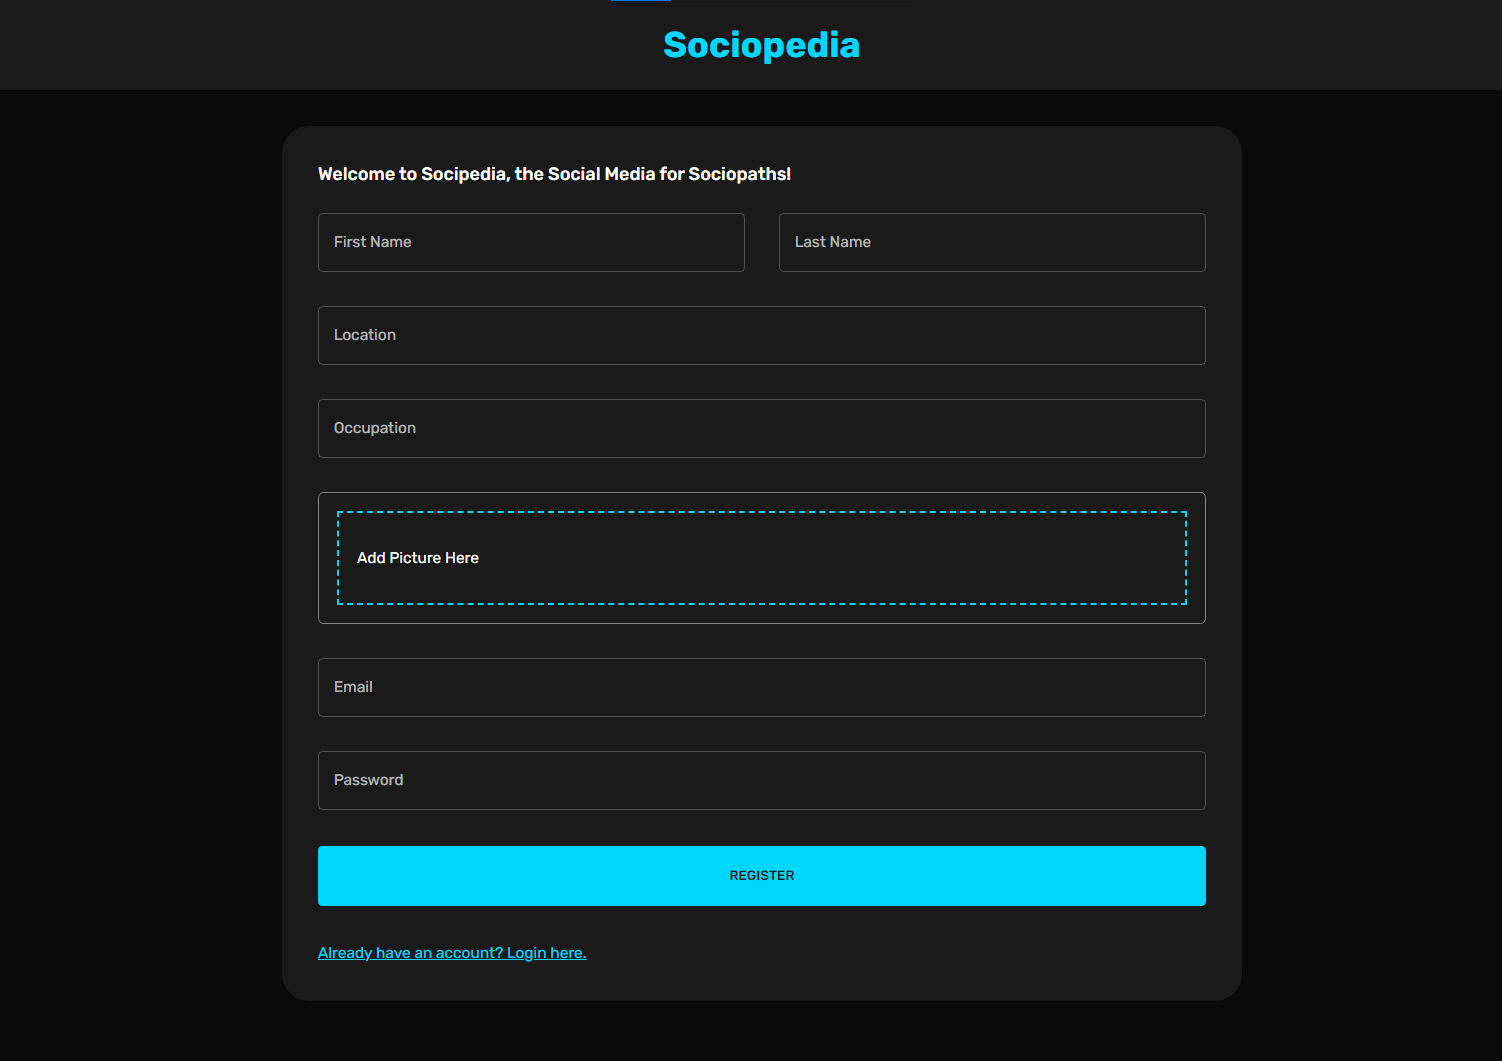 Sociopedia
Welcome to Socipedia, the Social Media for Sociopaths!
First Name
Last Name
Location
Occupation
Add Picture Here
Email
Password
REGISTER
Already have an account? Login here.